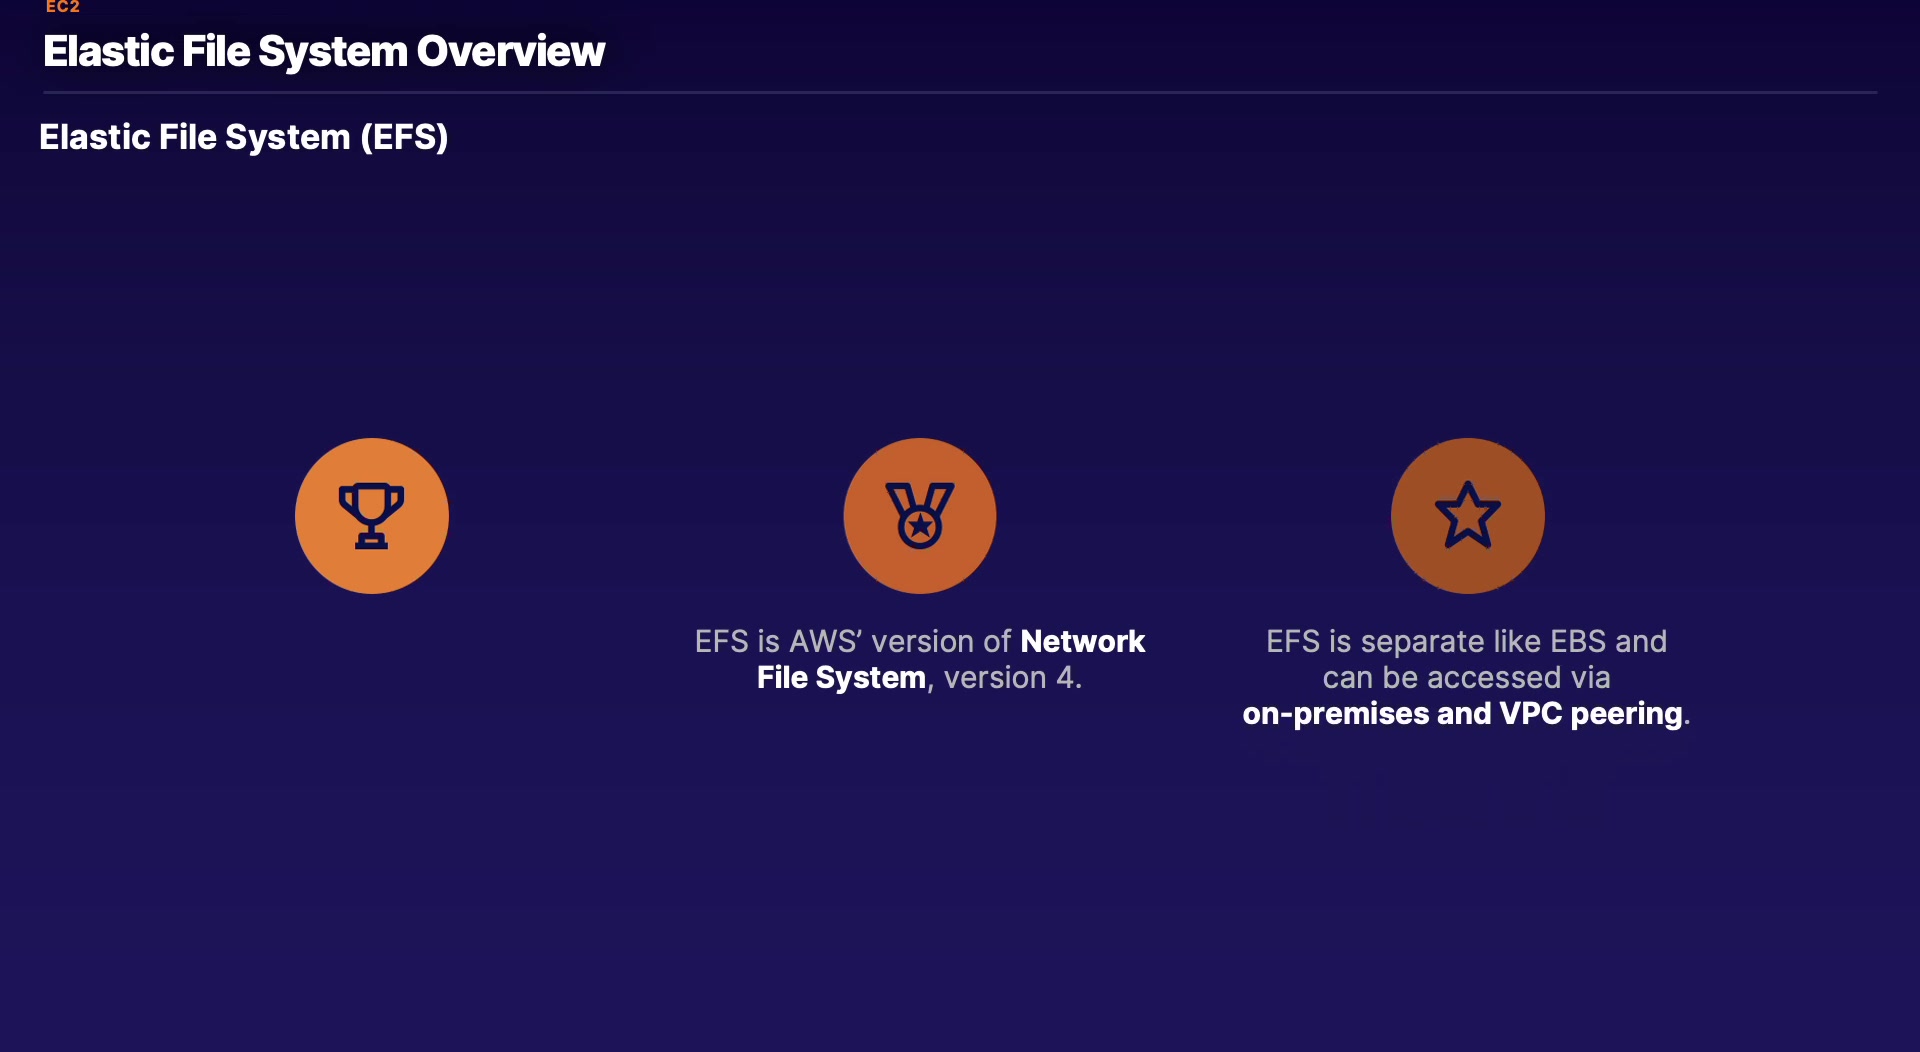 EC2
Elastic File System Overview
Elastic File System (EFS)
EFS is AWS’ version of Network
File System, version 4.
EFS is separate like EBS and
can be accessed via
on-premises and VPC peering.